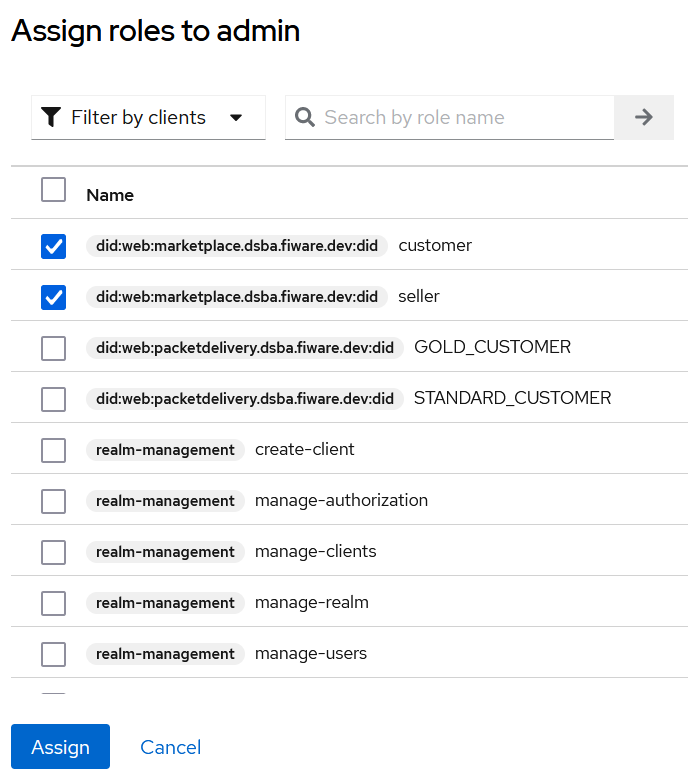 Assign roles to admin
Filter by clients
Search by role name
Name
did:web:marketplace.dsba.fiware.dev:did customer
did:web:marketplace.dsba.fiware.dev:did seller
did:web:packetdelivery.dsba.fiware.dev:did GOLD_CUSTOMER
did:web:packetdelivery.dsba.fiware.dev:did STANDARD_CUSTOMER
realm-management create-client
realm-management manage-authorization
realm-management manage-clients
realm-management manage-realm
realm-management manage-users
Assign Cancel